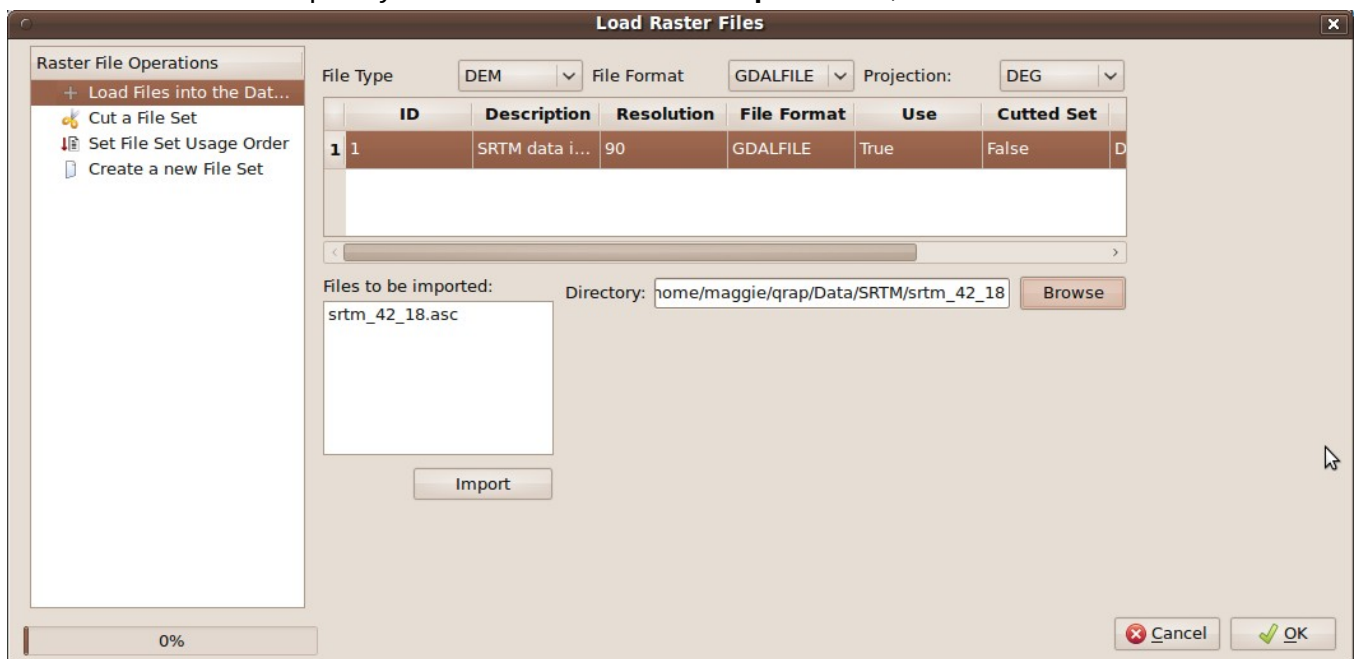 Load Raster Files
Raster File Operations
Load Files into the Dat...
Cut a File Set
Set File Set Usage Order
Create a new File Set
File Type DEM File Format GDALFILE Projection: DEG
ID Description Resolution File Format Use Cutted Set
1 1 SRTM data i... 90 GDALFILE True False D
Files to be imported:
Directory: home/maggie/qrap/Data/SRTM/srtm_42_18 Browse
srtm_42_18.asc
Import
0%
Cancel OK